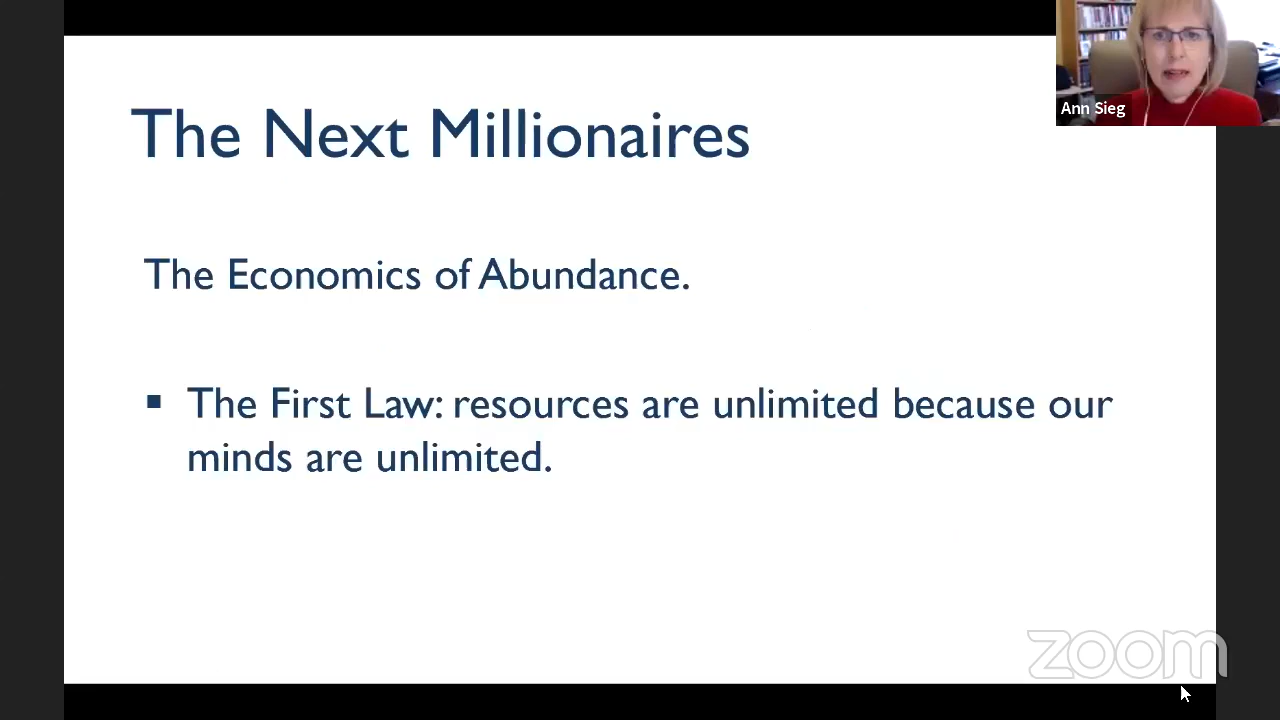 The Next Millionaires
Ann Sieg
The Economics of Abundance.
▪ The First Law: resources are unlimited because our
minds are unlimited.
zoom